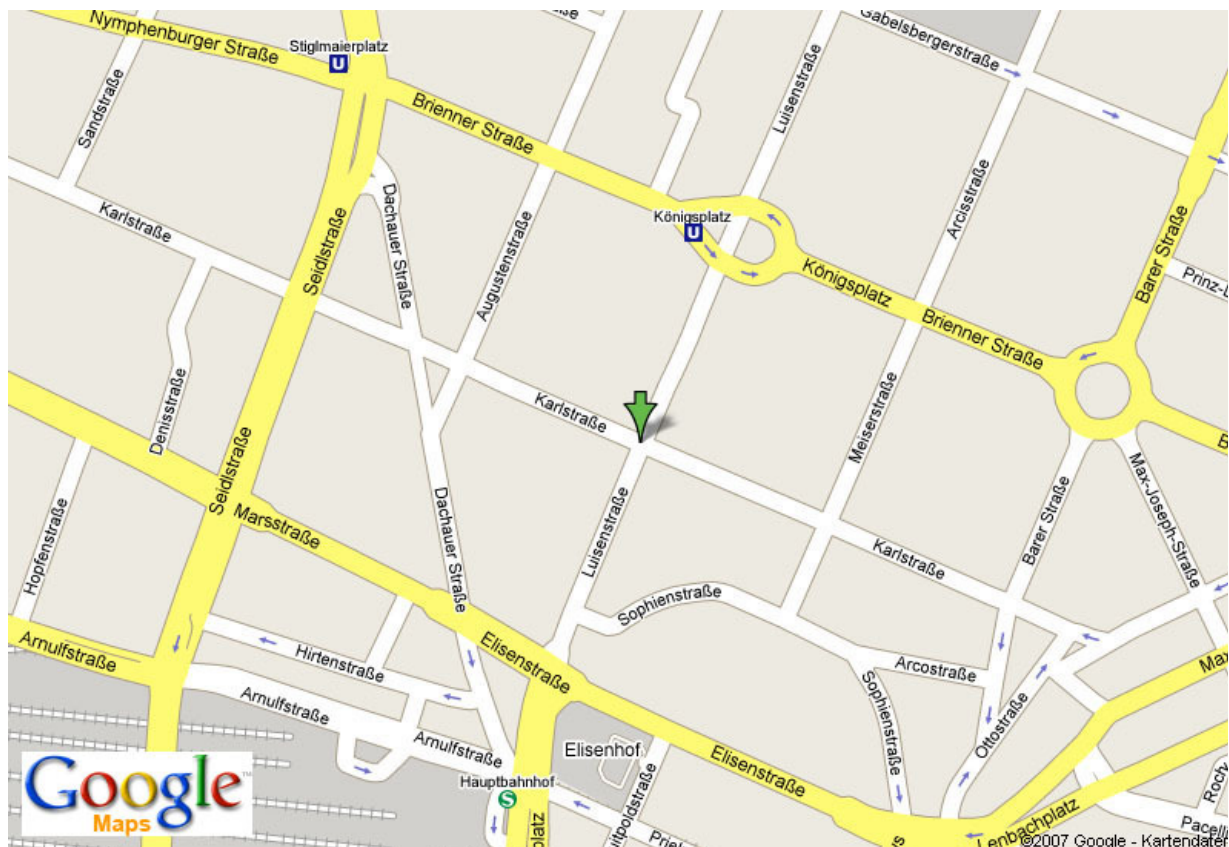 Nymphenburger Straße
Stiglmaierplatz
U
Gabelsbergerstraße
Sandstraße
Brienner Straße
Luisenstraße
Arcisstraße
Karlstraße
Dachauer Straße
Augustenstraße
Königsplatz
U
Seidlstraße
Königsplatz
Brienner Straße
Barer Straße
Denisstraße
Karlstraße
Meiserstraße
Seidlstraße
Marsstraße
Dachauer Straße
Luisenstraße
Hopfenstraße
Karlstraße
Barer Straße
Max-Joseph-Straße
Sophienstraße
Arnulfstraße
Hirtenstraße
Elisenstraße
Arcostraße
Arnulfstraße
Arnulfstraße
Sophienstraße
Ottostraße
Elisenhof
Elisenstraße
Hauptbahnhof
S
Lenbachplatz
Google™
Maps
©2007 Google - Kartendaten